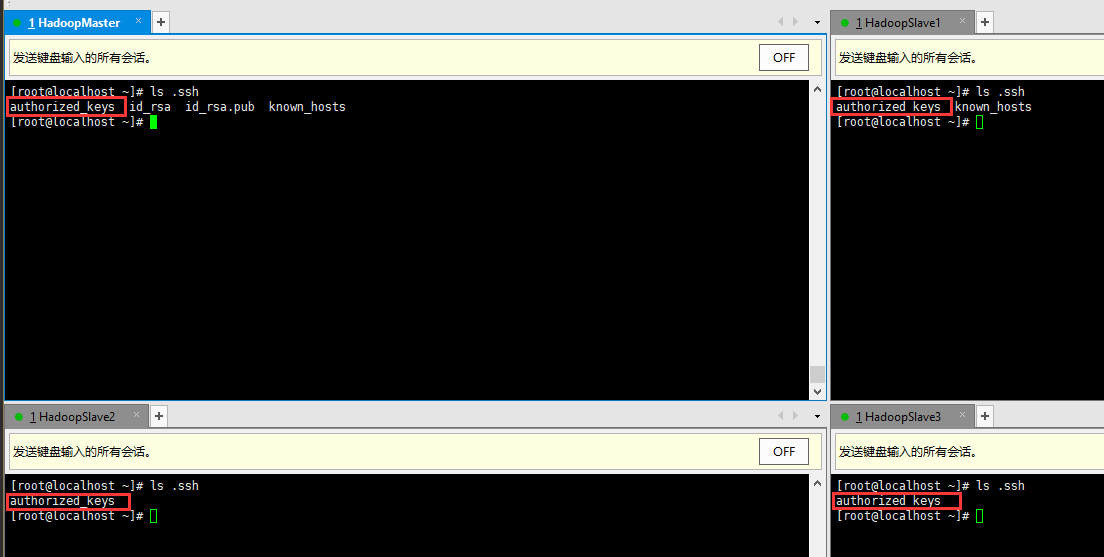 1 HadoopMaster × +
发送键盘输入的所有会话。 OFF
[root@localhost ~]# ls .ssh
authorized_keys id_rsa id_rsa.pub known_hosts
[root@localhost ~]#
1 HadoopSlave1 × +
发送键盘输入的所有会话。
[root@localhost ~]# ls .ssh
authorized_keys known_hosts
[root@localhost ~]#
1 HadoopSlave2 × +
发送键盘输入的所有会话。 OFF
[root@localhost ~]# ls .ssh
authorized_keys
[root@localhost ~]#
1 HadoopSlave3 × +
发送键盘输入的所有会话。
[root@localhost ~]# ls .ssh
authorized_keys
[root@localhost ~]#